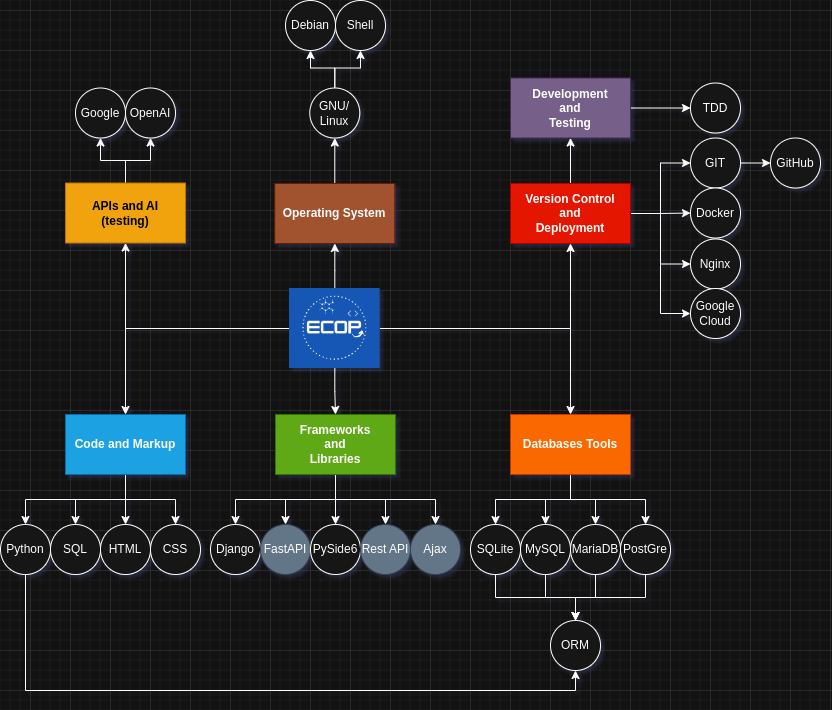 Debian
Shell
GNU/
Linux
Google
OpenAI
Development
and
Testing
TDD
GIT
GitHub
APIs and AI
(testing)
Operating System
Version Control
and
Deployment
Docker
Nginx
Google
Cloud
ECOP
Code and Markup
Frameworks
and
Libraries
Databases Tools
Python
SQL
HTML
CSS
Django
FastAPI
PySide6
Rest API
Ajax
SQLite
MySQL
MariaDB
PostGre
ORM